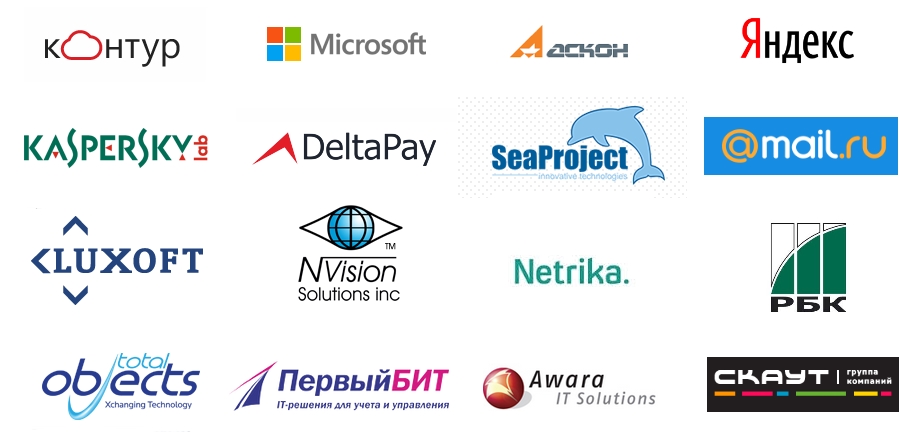 контур
Microsoft
АСКОН
Яндекс
KASPERSKY lab
DeltaPay
SeaProject
innovative technologies
@mail.ru
LUXOFT
NVision
TM
Solutions inc
Netrika.
РБК
total
objects
Xchanging Technology
ПервыйБИТ
IT-решения для учета и управления
Awara
IT Solutions
СКАУТ
группа
компаний